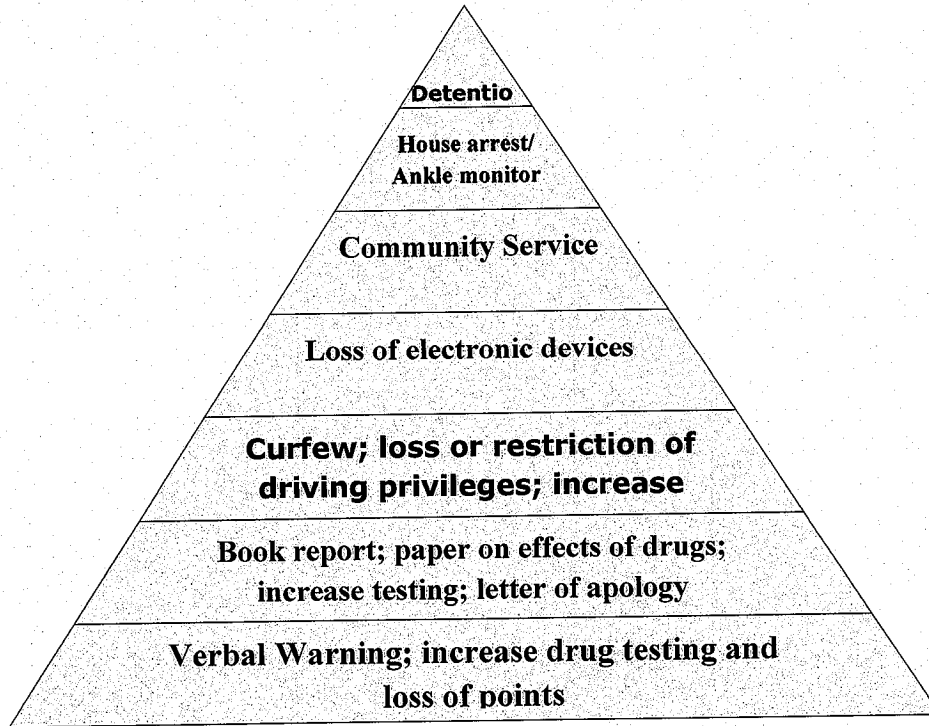 Detentio
House arrest/
Ankle monitor
Community Service
Loss of electronic devices
Curfew; loss or restriction of
driving privileges; increase
Book report; paper on effects of drugs;
increase testing; letter of apology
Verbal Warning; increase drug testing and
loss of points